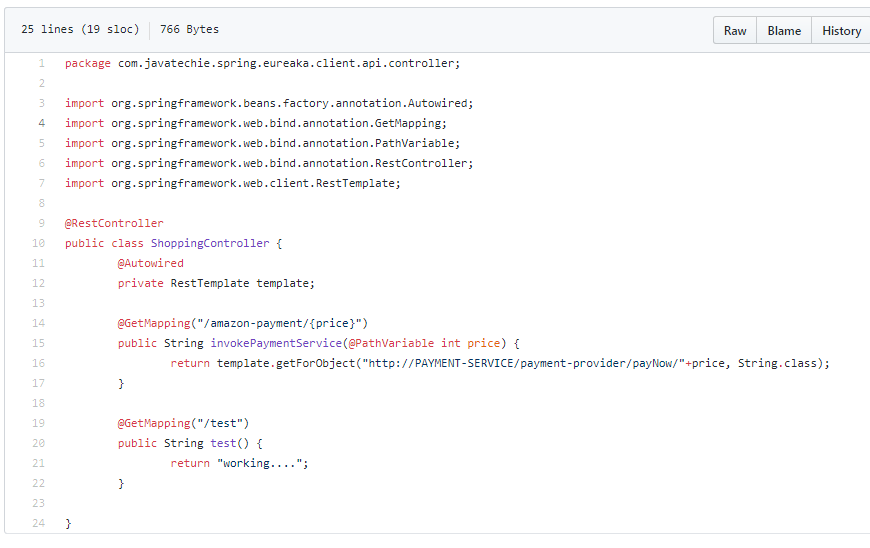 25 lines (19 sloc) 766 Bytes Raw Blame History
1 package com.javatechie.spring.eureaka.client.api.controller;
2
3 import org.springframework.beans.factory.annotation.Autowired;
4 import org.springframework.web.bind.annotation.GetMapping;
5 import org.springframework.web.bind.annotation.PathVariable;
6 import org.springframework.web.bind.annotation.RestController;
7 import org.springframework.web.client.RestTemplate;
8
9 @RestController
10 public class ShoppingController {
11 @Autowired
12 private RestTemplate template;
13
14 @GetMapping("/amazon-payment/{price}")
15 public String invokePaymentService(@PathVariable int price) {
16 return template.getForObject("http://PAYMENT-SERVICE/payment-provider/payNow/"+price, String.class);
17 }
18
19 @GetMapping("/test")
20 public String test() {
21 return "working....";
22 }
23
24 }